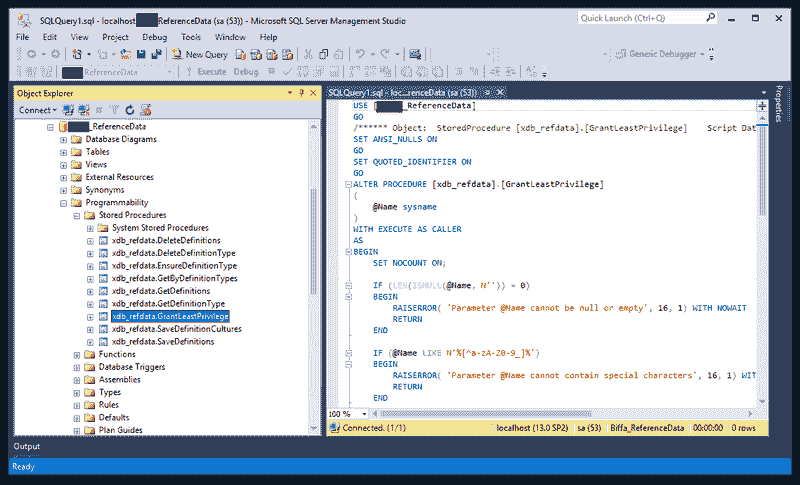 SQLQuery1.sql - localhost ReferenceData (sa (53)) - Microsoft SQL Server Management Studio
Quick Launch (Ctrl+Q)
File Edit View Project Debug Tools Window Help
New Query
Generic Debugger
ReferenceData Execute Debug
Object Explorer
Connect
_ReferenceData
Database Diagrams
Tables
Views
External Resources
Synonyms
Programmability
Stored Procedures
System Stored Procedures
xdb_refdata.DeleteDefinitions
xdb_refdata.DeleteDefinitionType
xdb_refdata.EnsureDefinitionType
xdb_refdata.GetByDefinitionTypes
xdb_refdata.GetDefinitions
xdb_refdata.GetDefinitionType
xdb_refdata.GrantLeastPrivilege
xdb_refdata.SaveDefinitionCultures
xdb_refdata.SaveDefinitions
Functions
Database Triggers
Assemblies
Types
Rules
Defaults
Plan Guides
SQLQuery1.sql - loc...renceData (sa (53))
USE [ _ReferenceData]
GO
/****** Object: StoredProcedure [xdb_refdata].[GrantLeastPrivilege] Script Dat
SET ANSI_NULLS ON
GO
SET QUOTED_IDENTIFIER ON
GO
ALTER PROCEDURE [xdb_refdata].[GrantLeastPrivilege]
(
@Name sysname
)
WITH EXECUTE AS CALLER
AS
BEGIN
SET NOCOUNT ON;
IF (LEN(ISNULL(@Name, N'')) = 0)
BEGIN
RAISERROR( 'Parameter @Name cannot be null or empty', 16, 1) WITH NOWAIT
RETURN
END
IF (@Name LIKE N'%[^a-zA-Z0-9_]%')
BEGIN
RAISERROR( 'Parameter @Name cannot contain special characters', 16, 1) WIT
RETURN
END
100 %
Connected. (1/1) localhost (13.0 SP2) sa (53) Biffa_ReferenceData 00:00:00 0 rows
Properties
Output
Ready